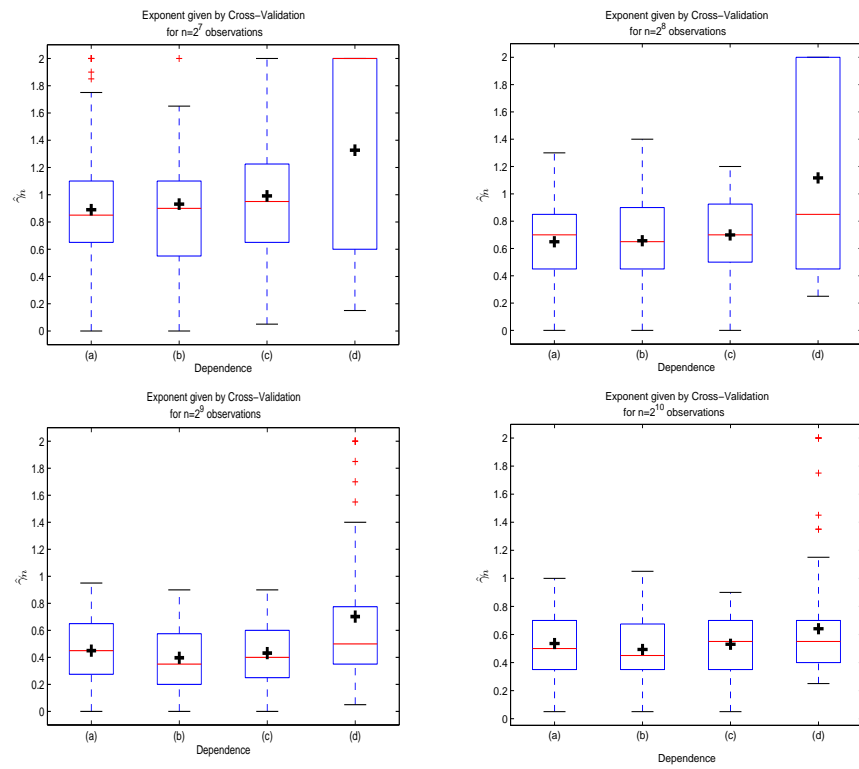 Exponent given by Cross−Validation
for n=2^7 observations
2
1.8
1.6
1.4
1.2
1
0.8
0.6
0.4
0.2
0
γ̂n
(a) (b) (c) (d)
Dependence
Exponent given by Cross−Validation
for n=2^8 observations
2
1.8
1.6
1.4
1.2
1
0.8
0.6
0.4
0.2
0
γ̂n
(a) (b) (c) (d)
Dependence
Exponent given by Cross−Validation
for n=2^9 observations
2
1.8
1.6
1.4
1.2
1
0.8
0.6
0.4
0.2
0
γ̂n
(a) (b) (c) (d)
Dependence
Exponent given by Cross−Validation
for n=2^10 observations
2
1.8
1.6
1.4
1.2
1
0.8
0.6
0.4
0.2
0
γ̂n
(a) (b) (c) (d)
Dependence